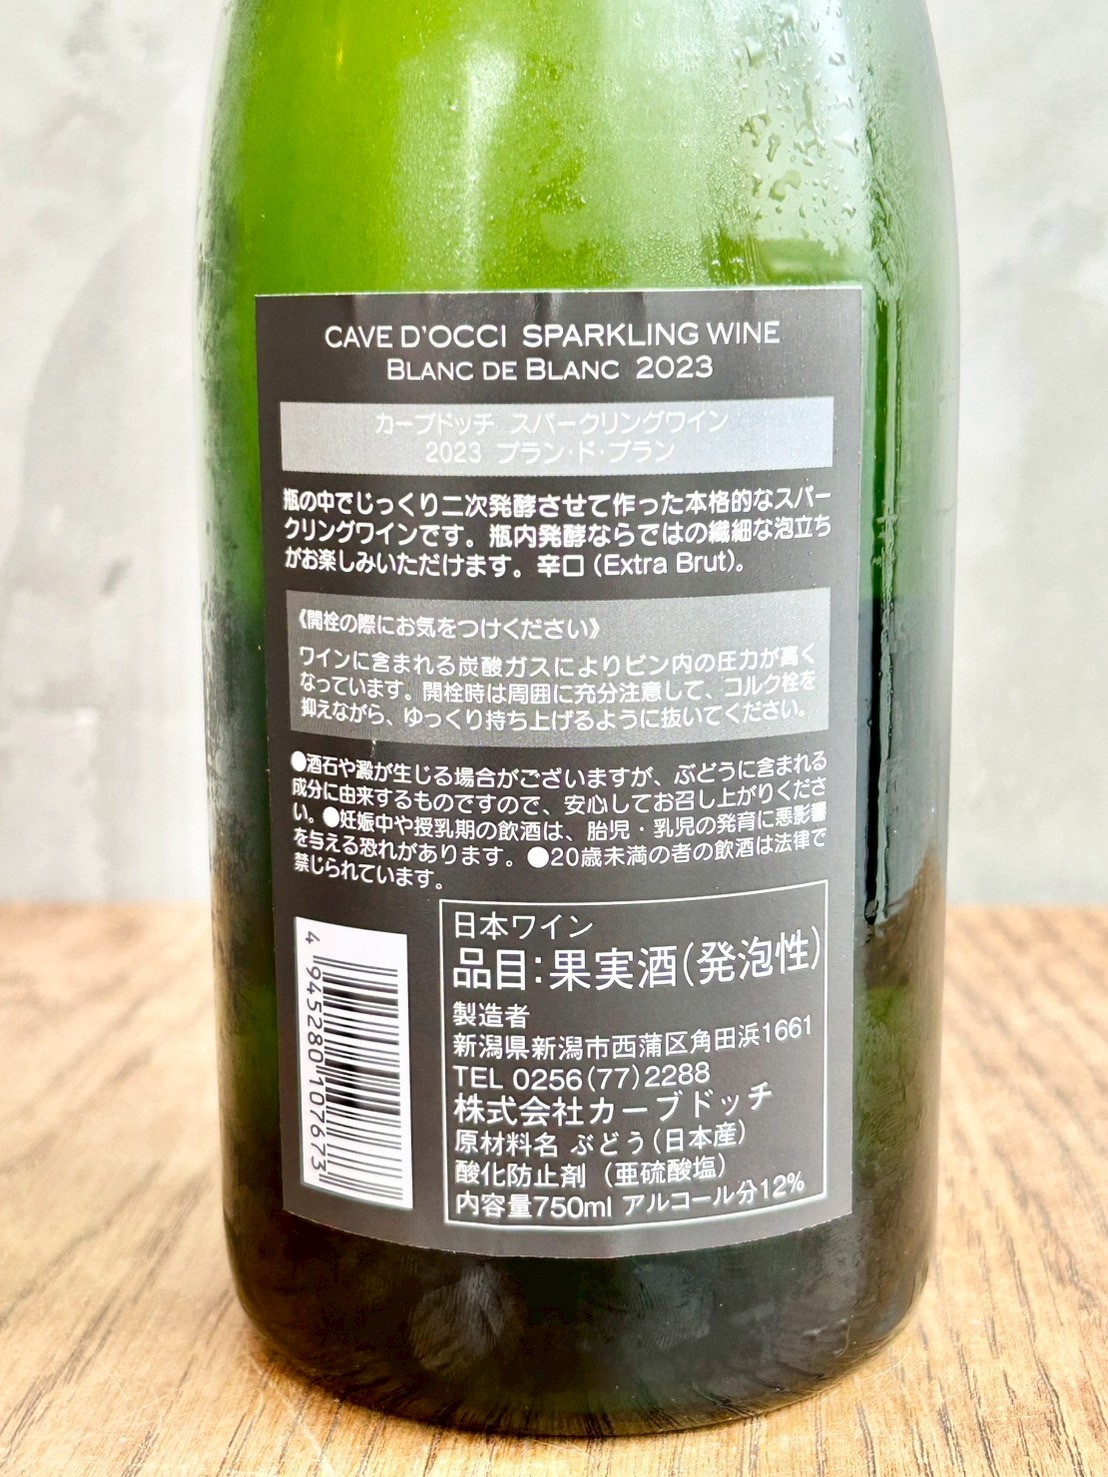 CAVE D'OCCI SPARKLING WINE
BLANC DE BLANC 2023
カーブドッチ スパークリングワイン
2023 ブラン・ド・ブラン
瓶の中でじっくり二次発酵させて作った本格的なスパー
クリングワインです。瓶内発酵ならではの繊細な泡立ち
がお楽しみいただけます。辛口 (Extra Brut)。
《開栓の際にお気をつけください》
ワインに含まれる炭酸ガスによりビン内の圧力が高く
なっています。開栓時は周囲に充分注意して、コルク栓を
抑えながら、ゆっくり持ち上げるように抜いてください。
●酒石や澱が生じる場合がございますが、ぶどうに含まれる
成分に由来するものですので、安心してお召し上がりくださ
い。●妊娠中や授乳期の飲酒は、胎児・乳児の発育に悪影響
を与える恐れがあります。●20歳未満の者の飲酒は法律で
禁じられています。
4 945280 107673
日本ワイン
品目:果実酒(発泡性)
製造者
新潟県新潟市西蒲区角田浜1661
TEL 0256(77)2288
株式会社カーブドッチ
原材料名 ぶどう(日本産)
酸化防止剤 (亜硫酸塩)
内容量750ml アルコール分12%